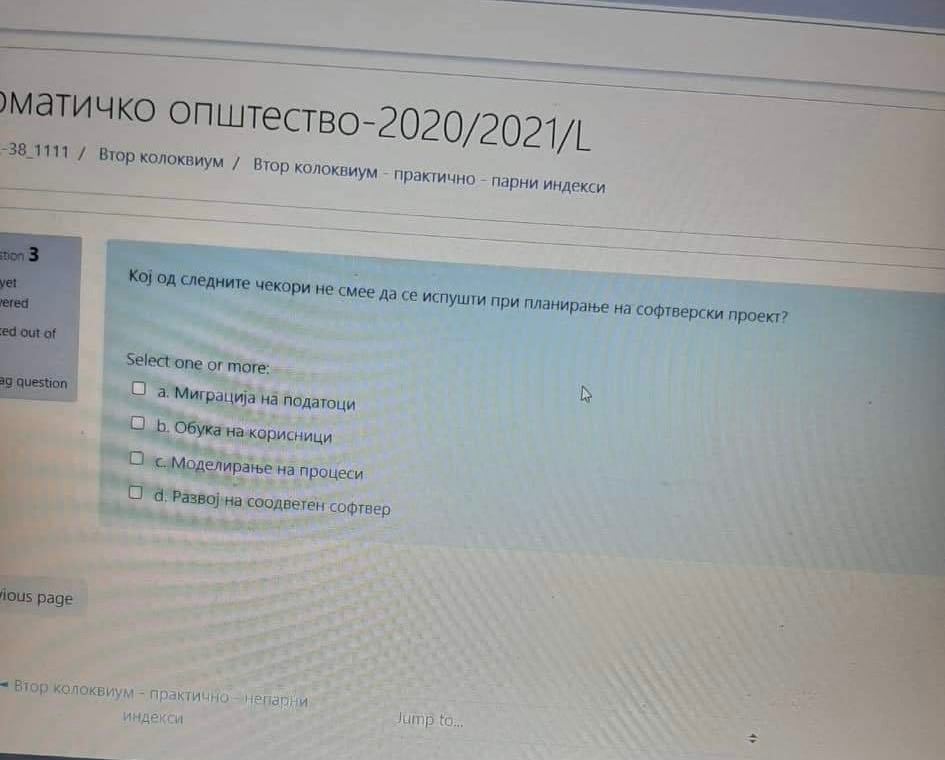 оматичко општество-2020/2021/L
-38_1111 / Втор колоквиум / Втор колоквиум - практично - парни индекси
stion 3
yet
vered
ked out of
ag question
Кој од следните чекори не смее да се испушти при планирање на софтверски проект?
Select one or more:
a. Миграција на податоци
b. Обука на корисници
c. Моделирање на процеси
d. Развој на соодветен софтвер
vious page
◄ Втор колоквиум - практично - непарни
индекси
Jump to...